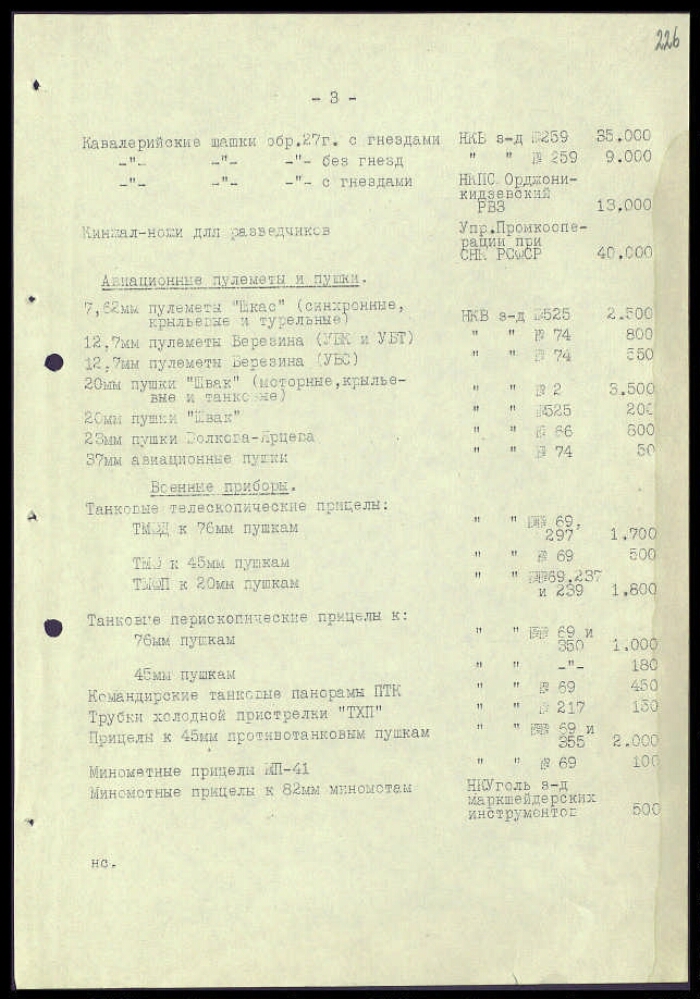 226
- 3 -
Кавалерийские шашки обр.27г. с гнездами НКВ з-д №259 35.000
-"- -"- -"- без гнезд " " № 259 9.000
-"- -"- -"- с гнездами НКПС Орджони-
кидзевский
РВЗ 13.000
Кинжал-ножи для разведчиков Упр.Промкоопе-
рации при
СНК РСФСР 40.000
Авиационные пулеметы и пушки.
7,62мм пулеметы "Шкас" (синхронные,
крыльевые и турельные) НКВ з-д №525 2.500
12,7мм пулеметы Березина (УБК и УБТ) " " № 74 800
12,7мм пулеметы Березина (УБС) " " № 74 550
20мм пушки "Швак" (моторные,крылье-
вые и танковые) " " № 2 3.500
20мм пушки "Швак" " " №525 200
23мм пушки Волкова-Ярцева " " № 66 600
37мм авиационные пушки " " № 74 50
Военные приборы.
Танковые телескопические прицелы:
ТМФД к 76мм пушкам " " №№ 69,
297 1.700
ТМФ к 45мм пушкам " " № 69 500
ТМФП к 20мм пушкам " " №№69,237
и 239 1.800
Танковые перископические прицелы к:
76мм пушкам " " №№ 69 и
350 1.000
45мм пушкам " " -"- 180
Командирские танковые панорамы ПТК " " № 69 450
Трубки холодной пристрелки "ТХП" " " № 217 150
Прицелы к 45мм противотанковым пушкам " " №№ 69 и
355 2.000
Минометные прицелы МП-41 " " № 69 100
Минометные прицелы к 82мм минометам НКУголь з-д
маркшейдерских
инструментов 500
нс.